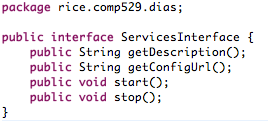 package rice.comp529.dias;
public interface ServicesInterface {
    public String getDescription();
    public String getConfigUrl();
    public void start();
    public void stop();
}